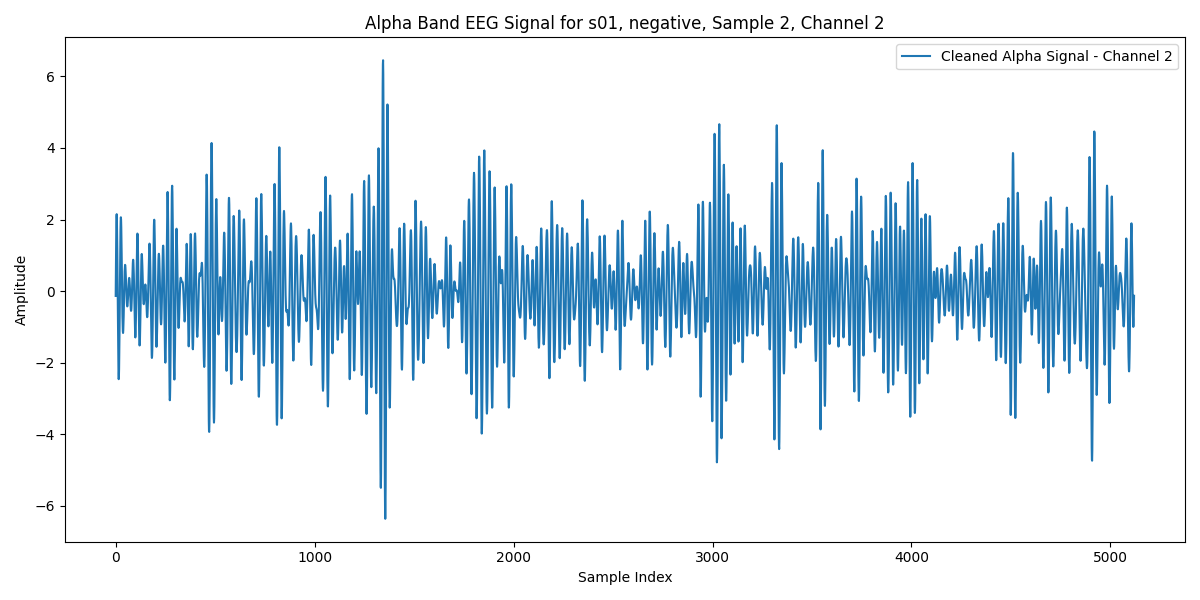 Alpha Band EEG Signal for s01, negative, Sample 2, Channel 2
Cleaned Alpha Signal - Channel 2
6
4
2
0
−2
−4
−6
Amplitude
0 1000 2000 3000 4000 5000
Sample Index